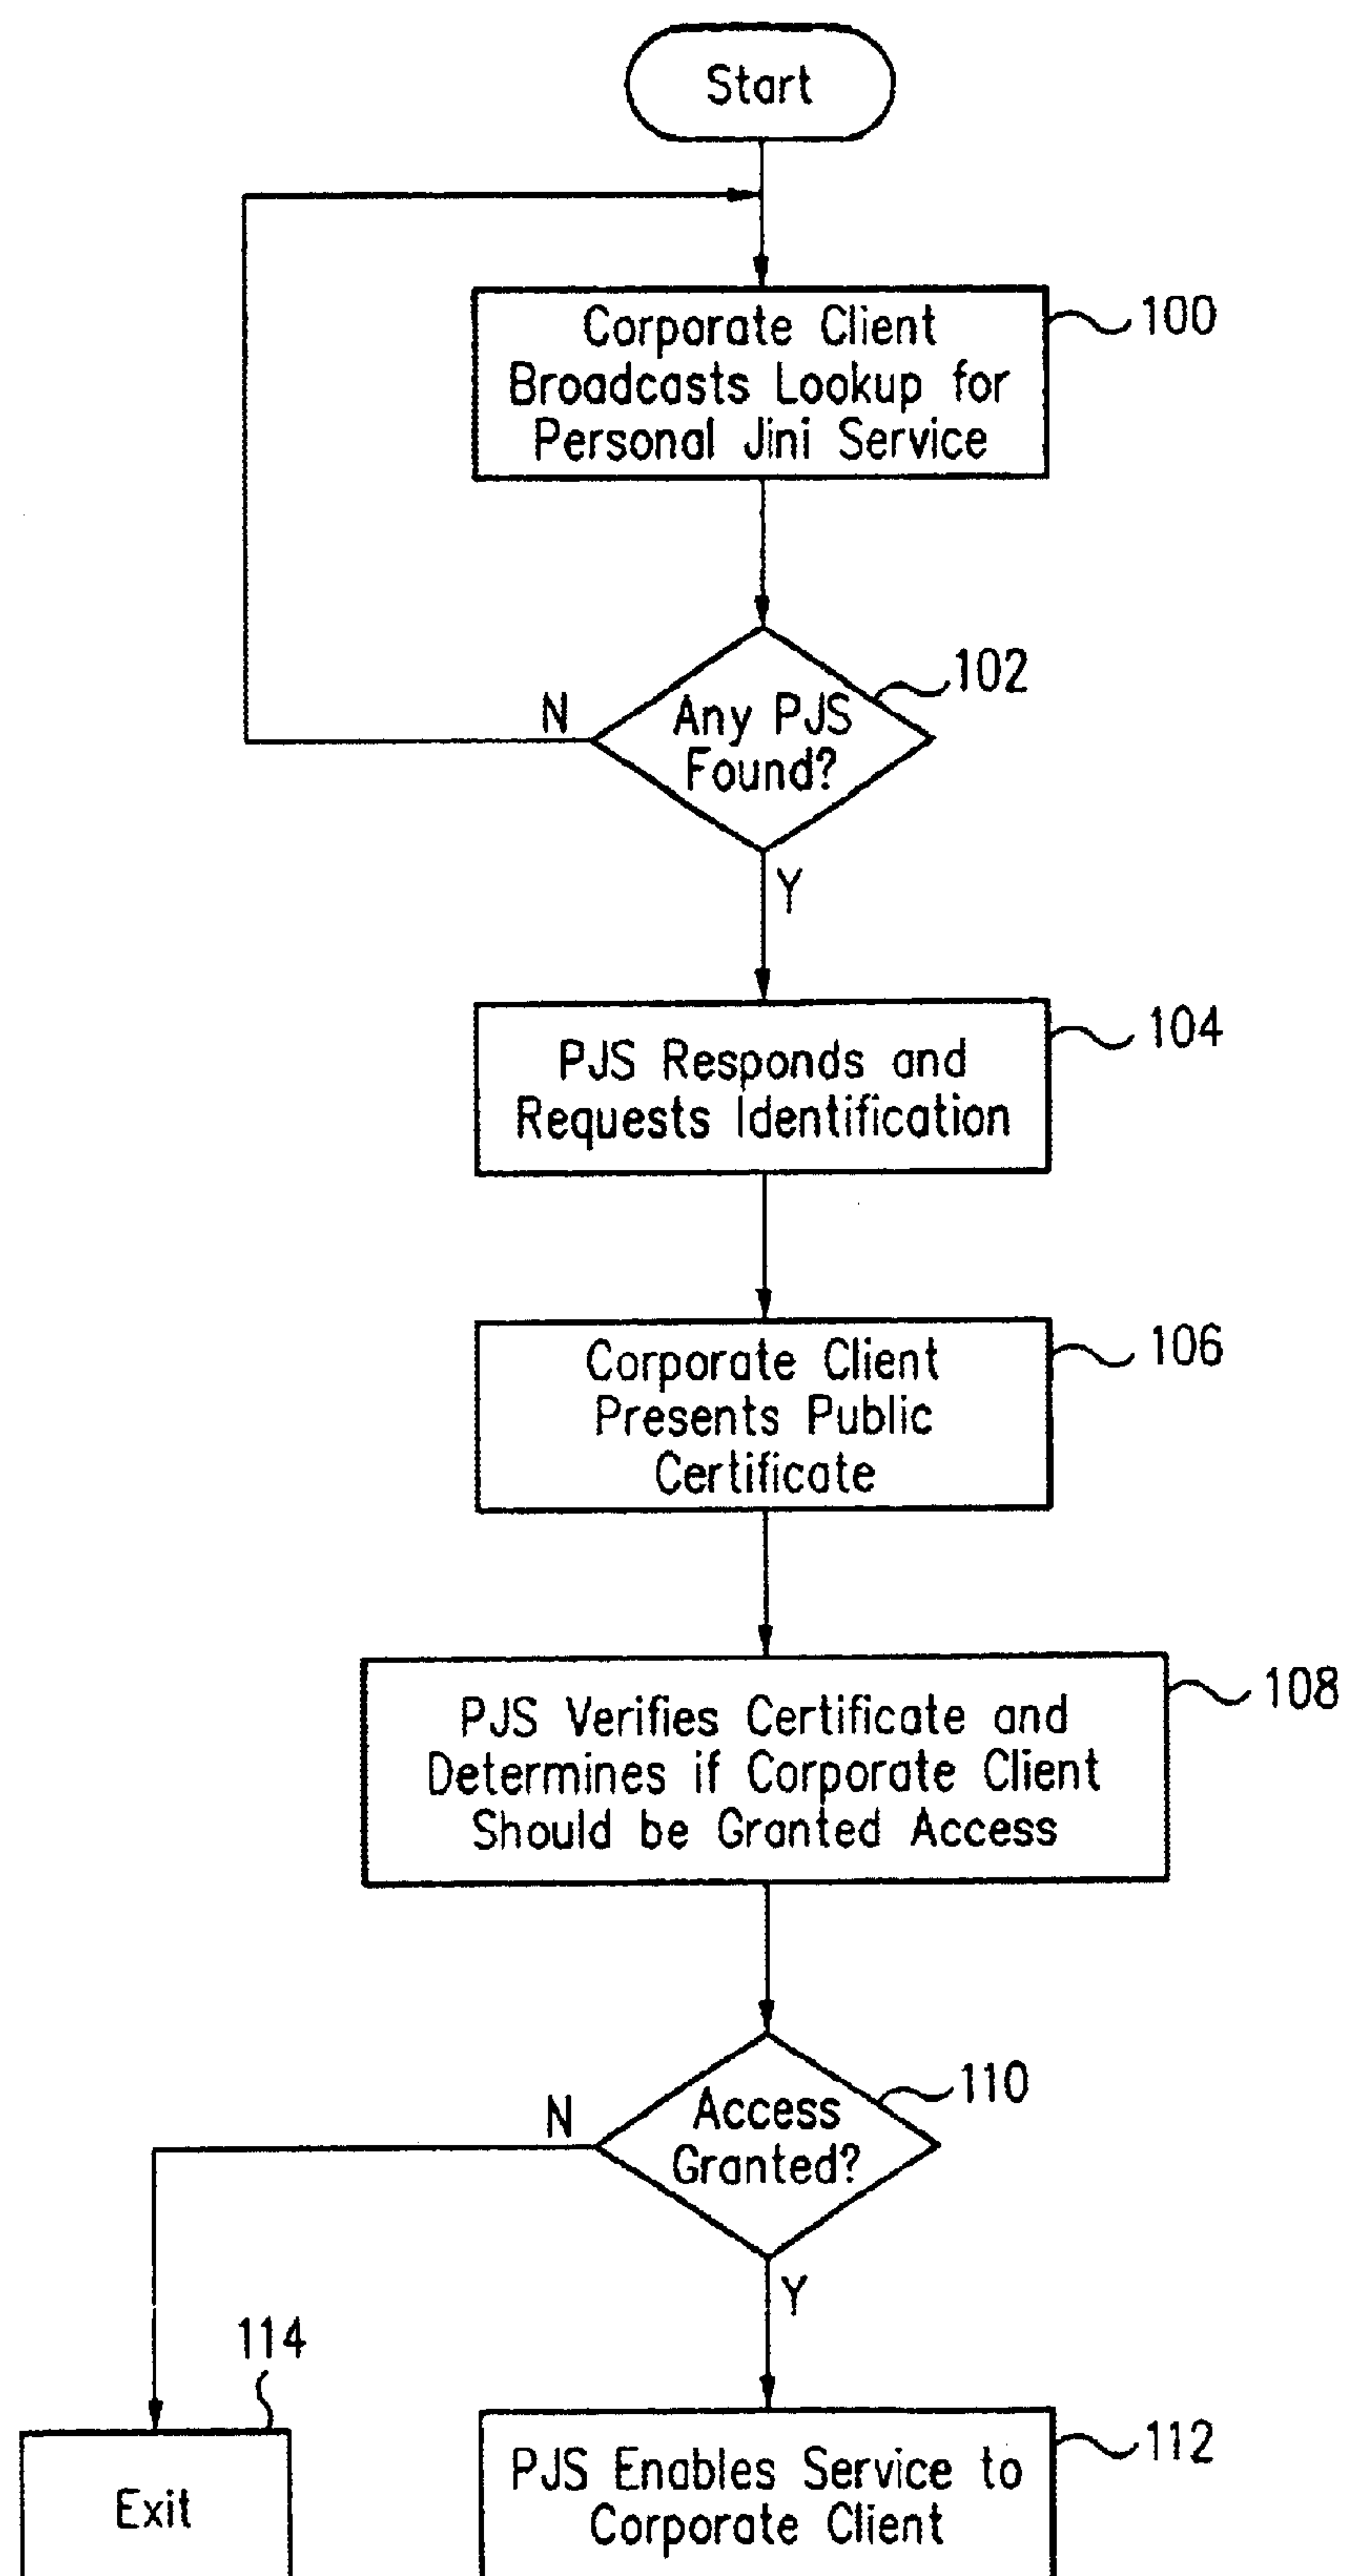 Start
Corporate Client
Broadcasts Lookup for
Personal Jini Service
100
Any PJS
Found?
102
N
Y
PJS Responds and
Requests Identification
104
Corporate Client
Presents Public
Certificate
106
PJS Verifies Certificate and
Determines if Corporate Client
Should be Granted Access
108
Access
Granted?
110
N
Y
114
Exit
PJS Enables Service to
Corporate Client
112